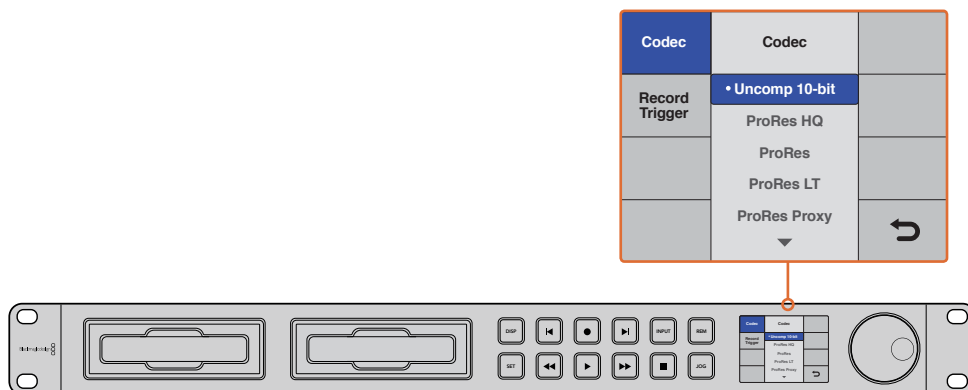 Codec
Codec
• Uncomp 10-bit
Record
Trigger
ProRes HQ
ProRes
ProRes LT
ProRes Proxy
DISP
INPUT
REM
SET
JOG
Codec
Codec
• Uncomp 10-bit
Record
Trigger
ProRes HQ
ProRes
ProRes LT
ProRes Proxy